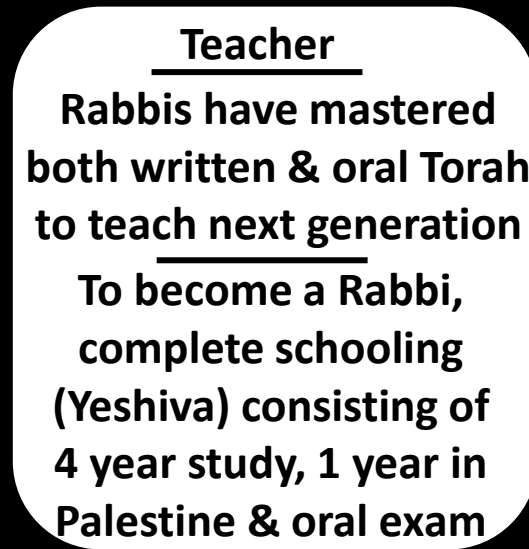 Teacher
Rabbis have mastered
both written & oral Torah
to teach next generation
To become a Rabbi,
complete schooling
(Yeshiva) consisting of
4 year study, 1 year in
Palestine & oral exam